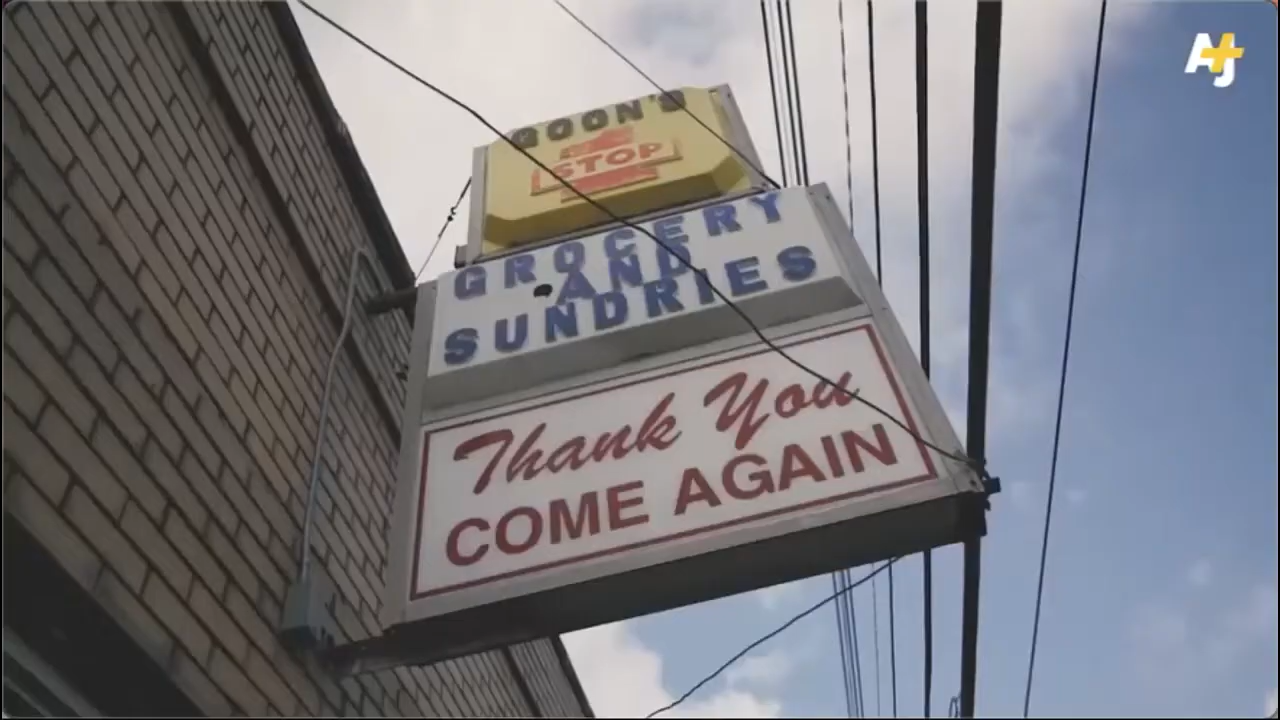 AJ+
GOON'S
STOP
GROCERY
AND
SUNDRIES
Thank You
COME AGAIN